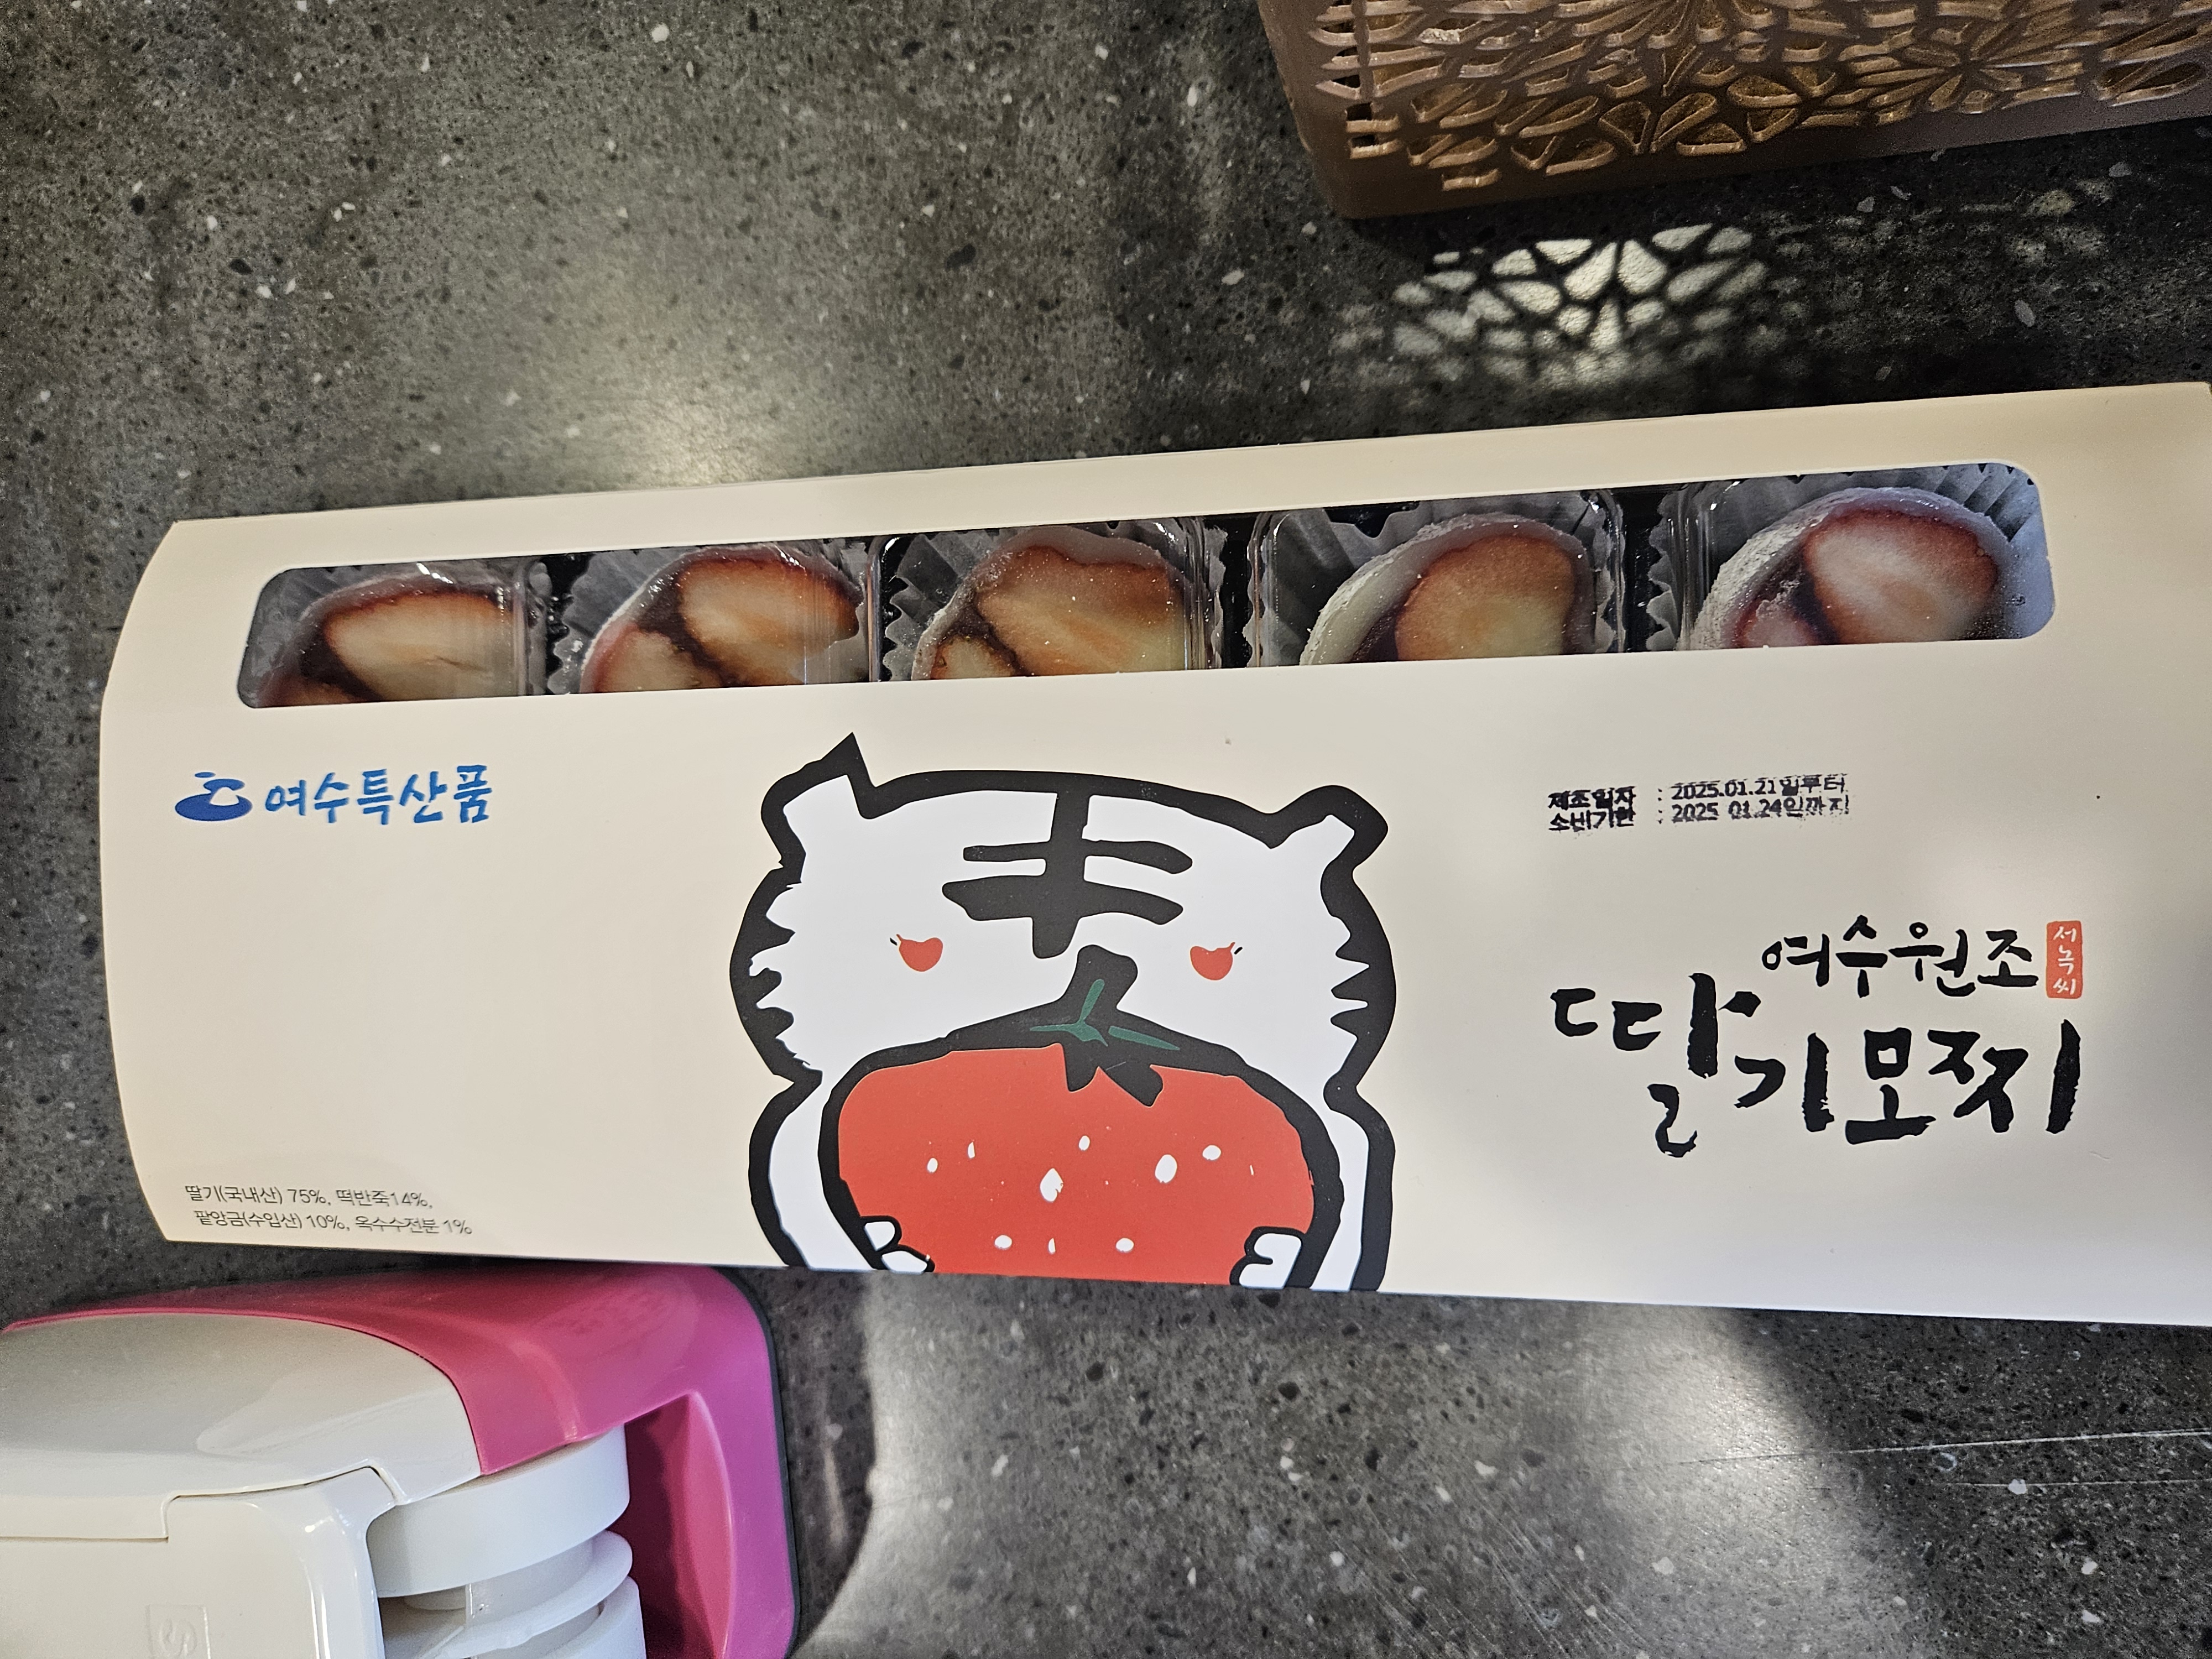 여수특산품
제조일자 : 2025.01.21일부터
소비기한 : 2025 01.24일까지
여수원조
서녹씨
딸기모찌
딸기(국내산) 75%, 떡반죽14%,
팥앙금(수입산) 10%, 옥수수전분 1%
S